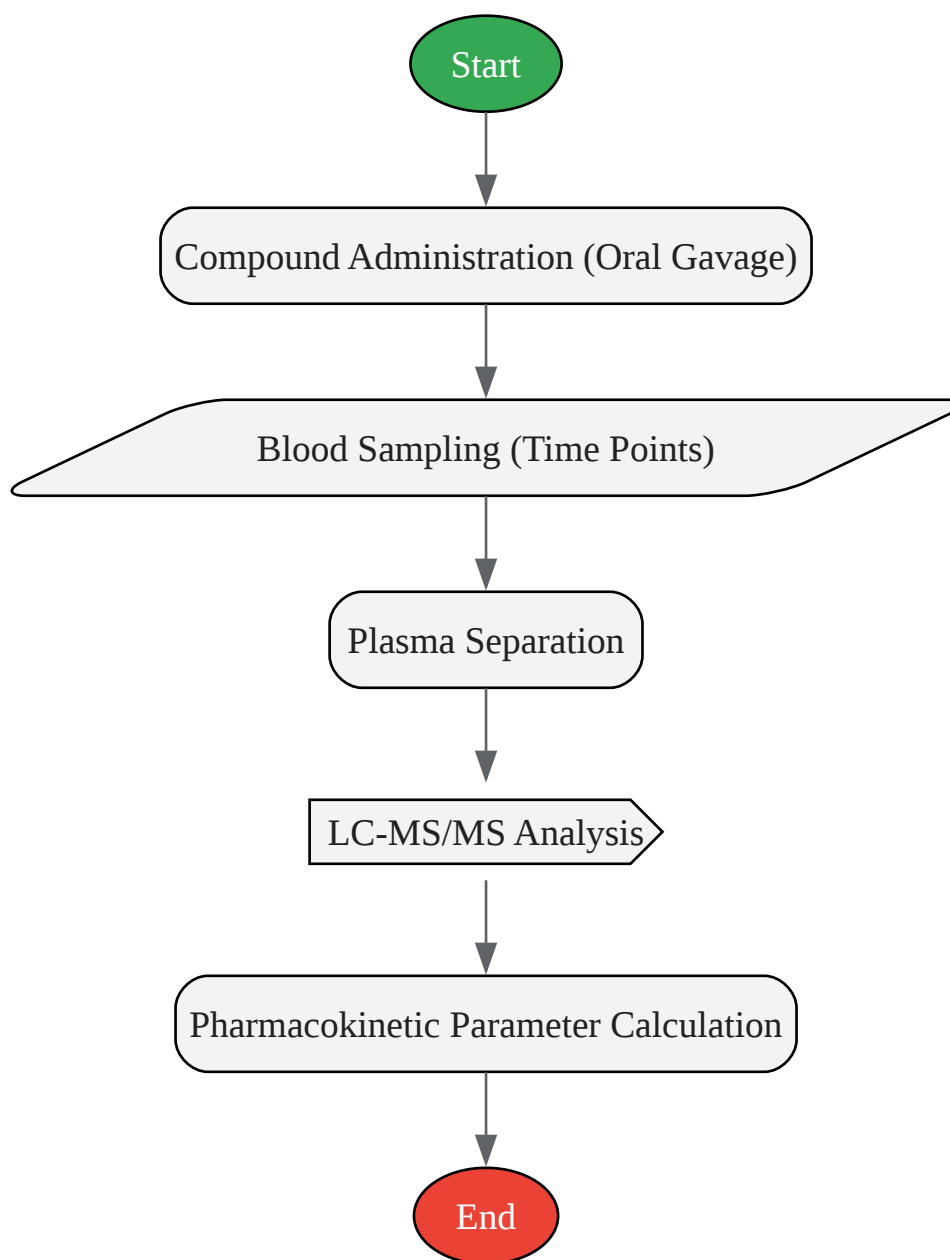 Start
Compound Administration (Oral Gavage)
Blood Sampling (Time Points)
Plasma Separation
LC-MS/MS Analysis
Pharmacokinetic Parameter Calculation
End